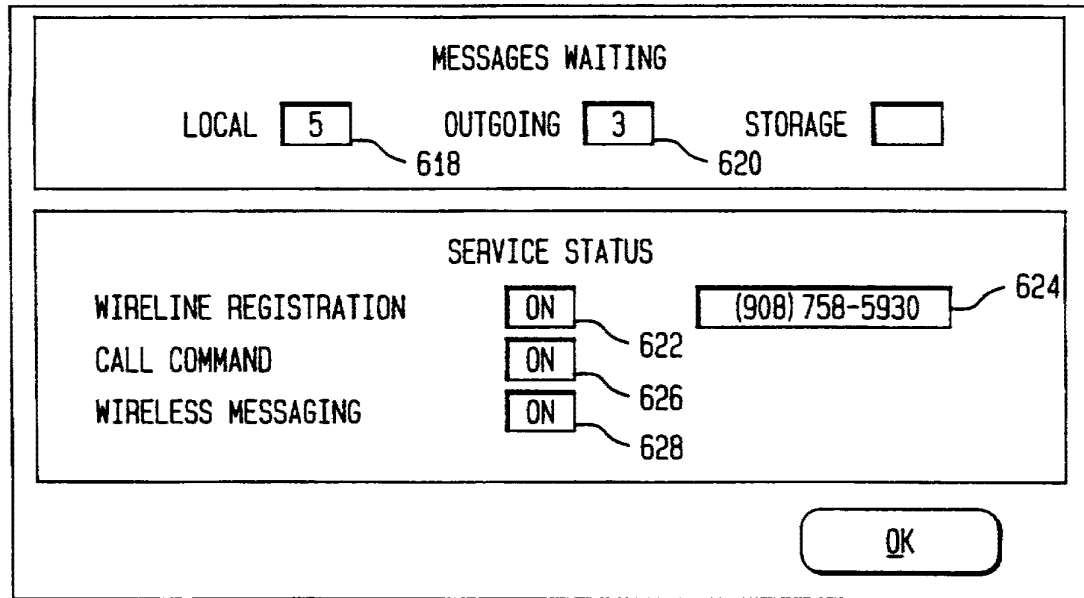 MESSAGES WAITING
LOCAL 5 OUTGOING 3 STORAGE
618 620
SERVICE STATUS
WIRELINE REGISTRATION ON (908) 758-5930 624
622
CALL COMMAND ON
626
WIRELESS MESSAGING ON
628
OK